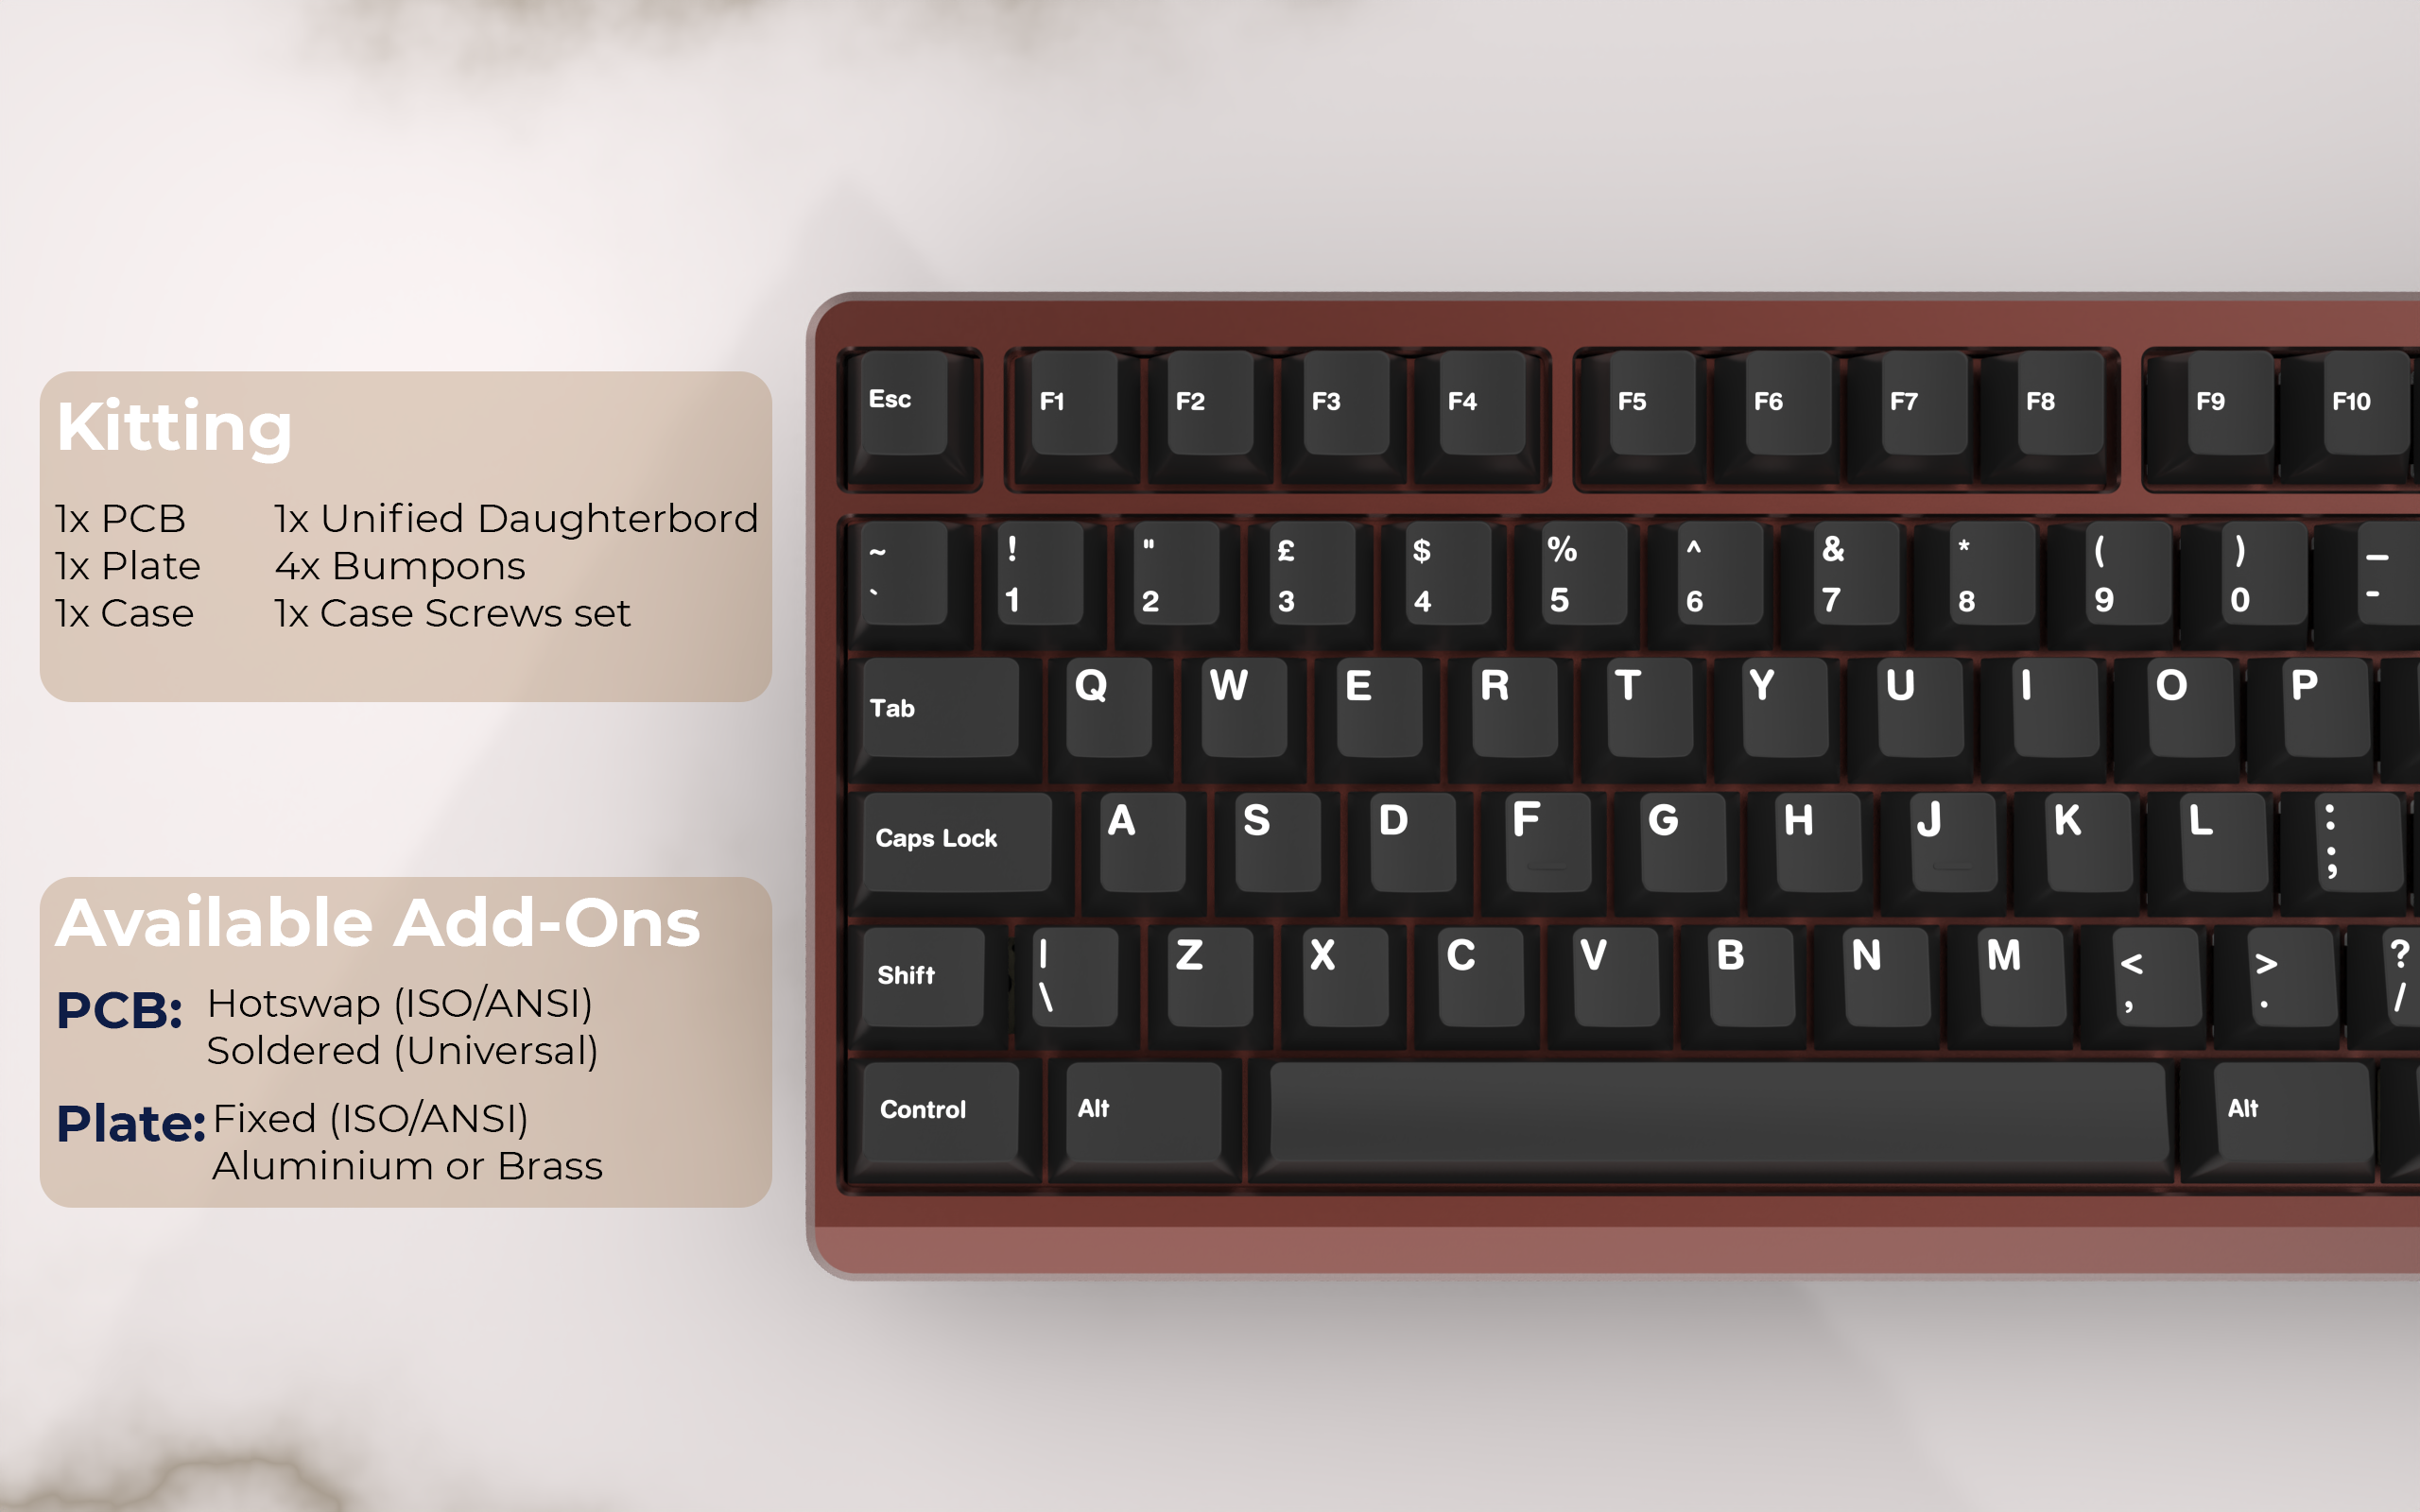 Kitting
1x PCB
1x Plate
1x Case
1x Unified Daughterbord
4x Bumpons
1x Case Screws set
Available Add-Ons
PCB: Hotswap (ISO/ANSI)
Soldered (Universal)
Plate: Fixed (ISO/ANSI)
Aluminium or Brass
Esc F1 F2 F3 F4 F5 F6 F7 F8 F9 F10
~ ! " £ $ % ^ & * ( ) _
` 1 2 3 4 5 6 7 8 9 0 -
Tab Q W E R T Y U I O P
Caps Lock A S D F G H J K L : ;
Shift | \ Z X C V B N M < , > . ? /
Control Alt Alt